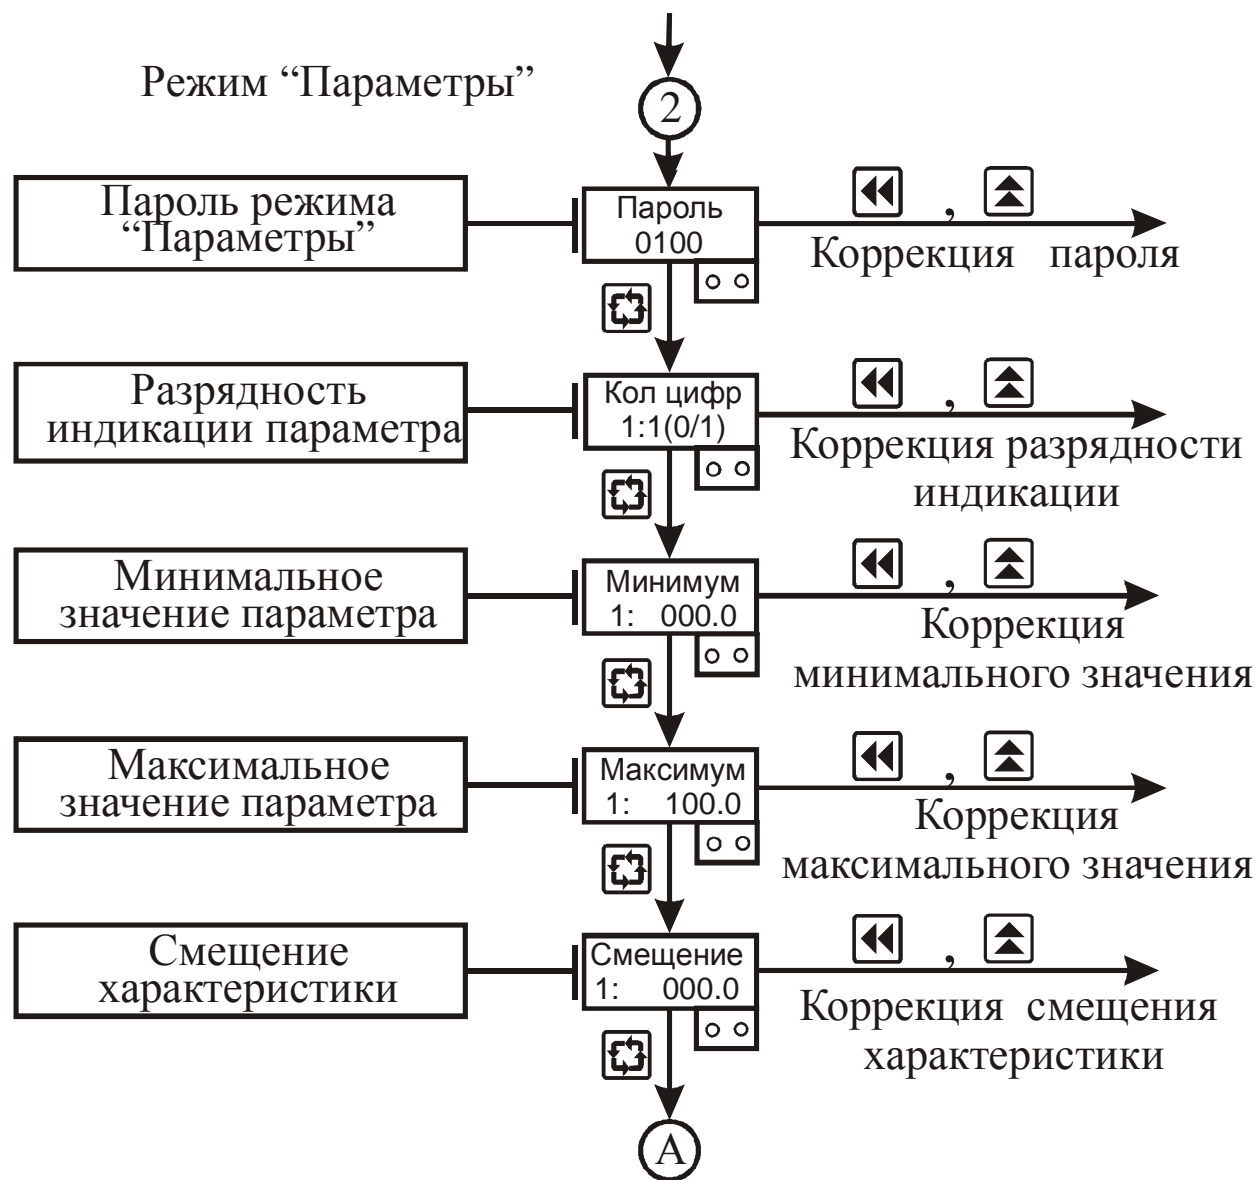 Режим “Параметры”
2
Пароль режима
“Параметры”
Пароль
0100
,
Коррекция пароля
Разрядность
индикации параметра
Кол цифр
1:1(0/1)
,
Коррекция разрядности
индикации
Минимальное
значение параметра
Минимум
1: 000.0
,
Коррекция
минимального значения
Максимальное
значение параметра
Максимум
1: 100.0
,
Коррекция
максимального значения
Смещение
характеристики
Смещение
1: 000.0
,
Коррекция смещения
характеристики
А